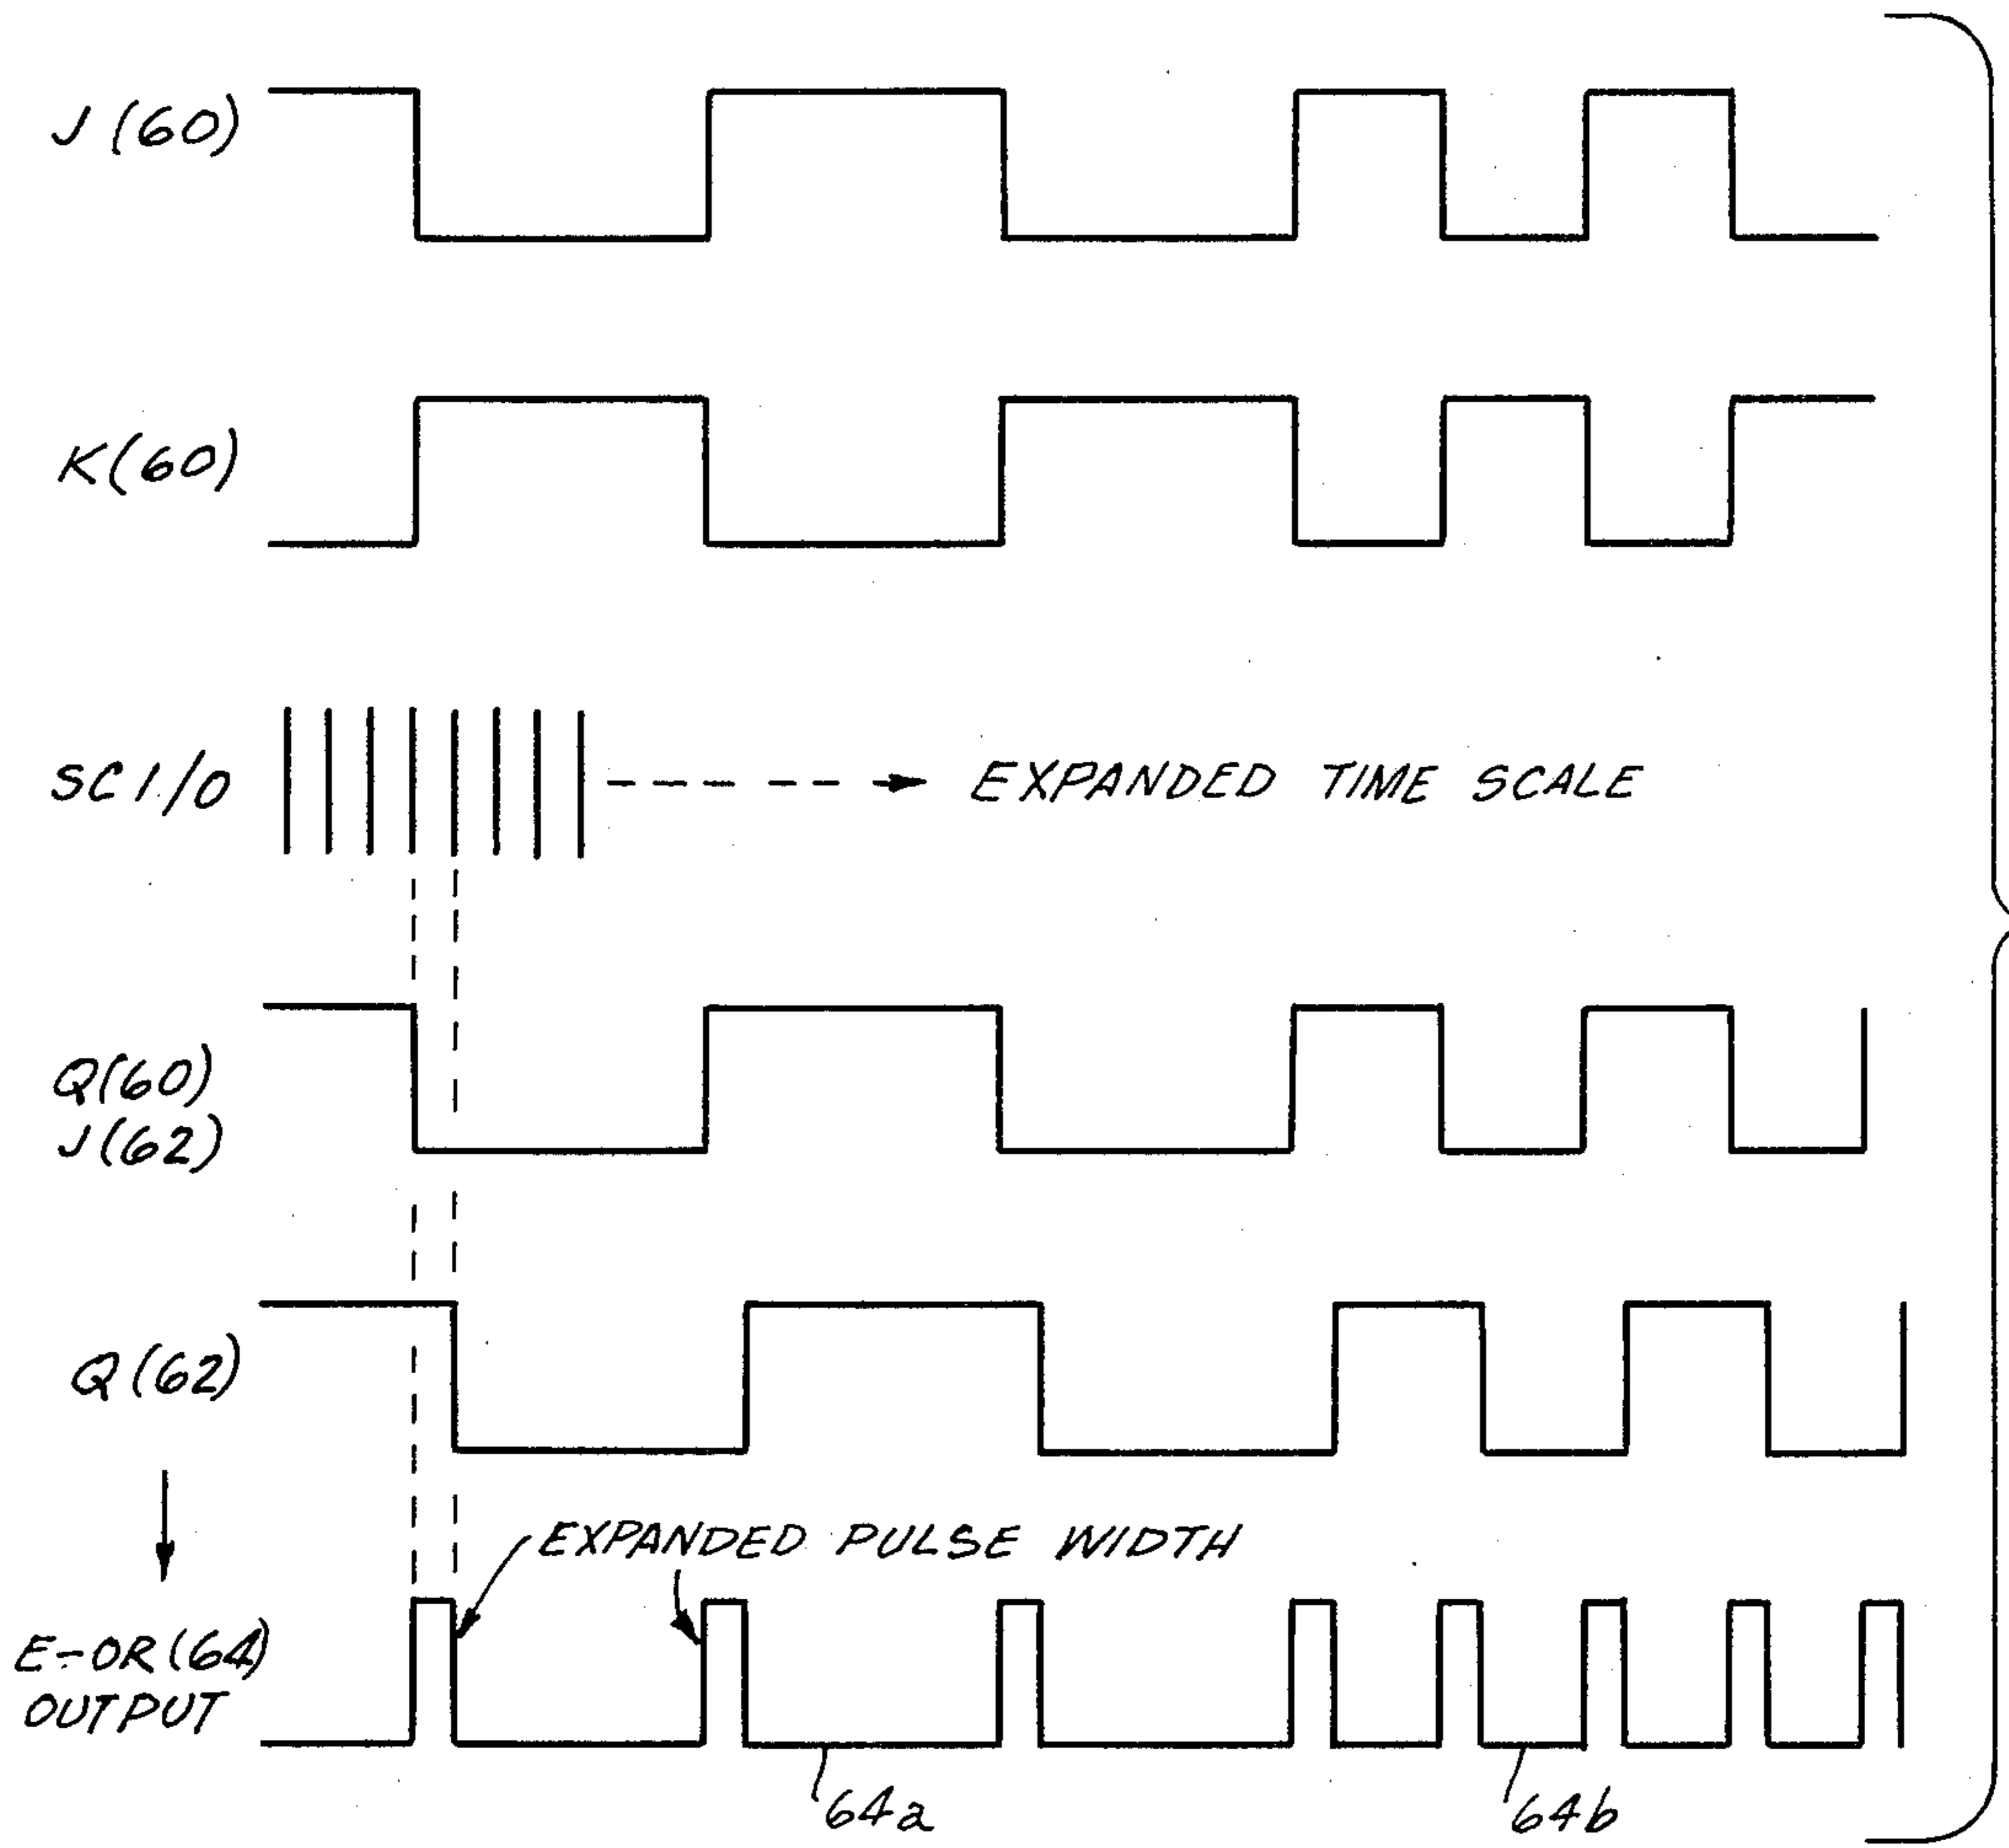 J (60)
K (60)
SC 1/0
EXPANDED TIME SCALE
Q(60)
J(62)
Q (62)
EXPANDED PULSE WIDTH
E-OR (64)
OUTPUT
64a
64b